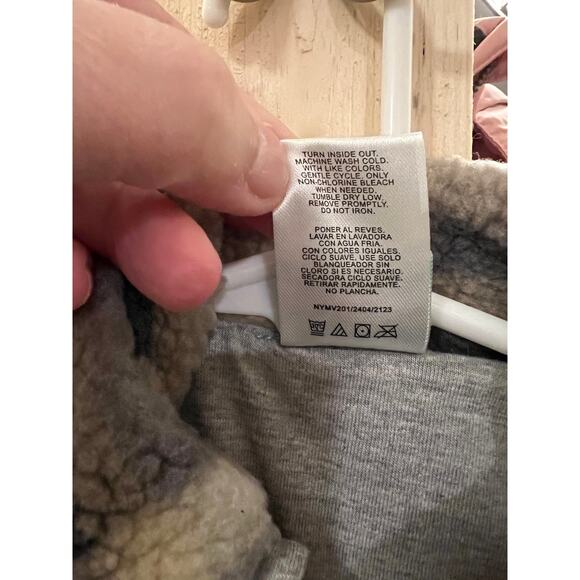 TURN INSIDE OUT.
MACHINE WASH COLD.
WITH LIKE COLORS.
GENTLE CYCLE. ONLY
NON-CHLORINE BLEACH
WHEN NEEDED.
TUMBLE DRY LOW.
REMOVE PROMPTLY.
DO NOT IRON.
PONER AL REVES.
LAVAR EN LAVADORA
CON AGUA FRIA.
CON COLORES IGUALES.
CICLO SUAVE. USE SOLO
BLANQUEADOR SIN
CLORO SI ES NECESARIO.
SECADORA CICLO SUAVE.
RETIRAR RAPIDAMENTE.
NO PLANCHA.
NYMV201/2404/2123